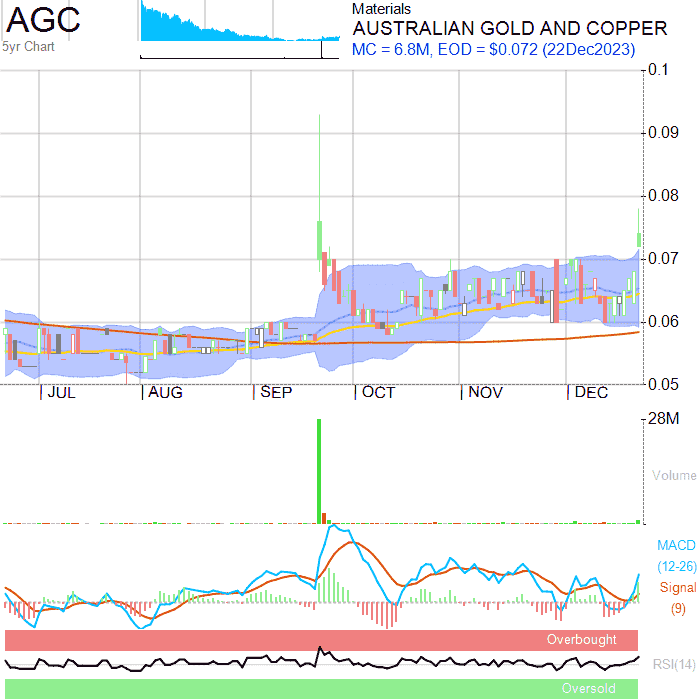 AGC
5yr Chart
Materials
AUSTRALIAN GOLD AND COPPER
MC = 6.8M, EOD = $0.072 (22Dec2023)
0.1
0.09
0.08
0.07
0.06
0.05
JUL AUG SEP OCT NOV DEC
28M
Volume
MACD
(12-26)
Signal
(9)
Overbought
RSI(14)
Oversold